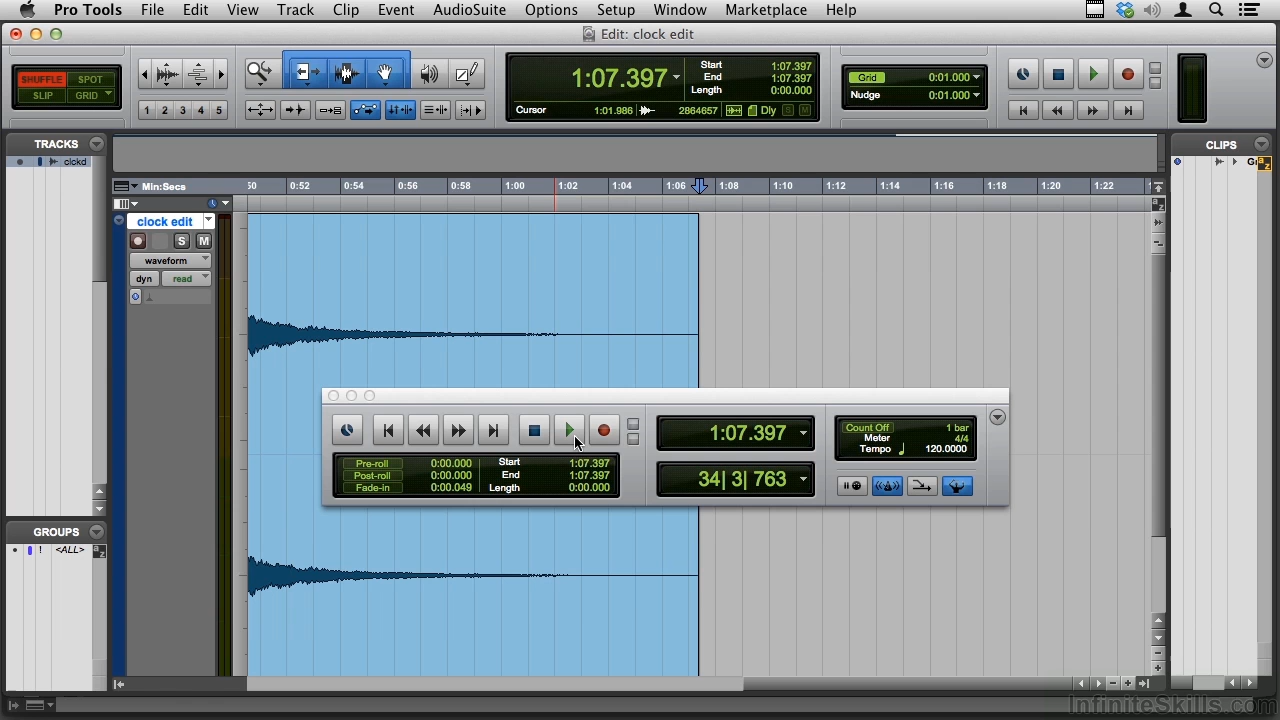 Pro Tools File Edit View Track Clip Event AudioSuite Options Setup Window Marketplace Help
Edit: clock edit
SHUFFLE SPOT
SLIP GRID
1 2 3 4 5
1:07.397
Start 1:07.397
End 1:07.397
Length 0:00.000
Cursor 1:01.986 2864657 Dly S M
Grid 0:01.000
Nudge 0:01.000
TRACKS
clckd
CLIPS
Min:Secs
50 0:52 0:54 0:56 0:58 1:00 1:02 1:04 1:06 1:08 1:10 1:12 1:14 1:16 1:18 1:20 1:22
clock edit
S M
waveform
dyn read
Pre-roll 0:00.000
Post-roll 0:00.000
Fade-in 0:00.049
Start 1:07.397
End 1:07.397
Length 0:00.000
1:07.397
34| 3| 763
Count Off 1 bar
Meter 4/4
Tempo 120.0000
GROUPS
! <ALL>
a z
InfiniteSkills.com